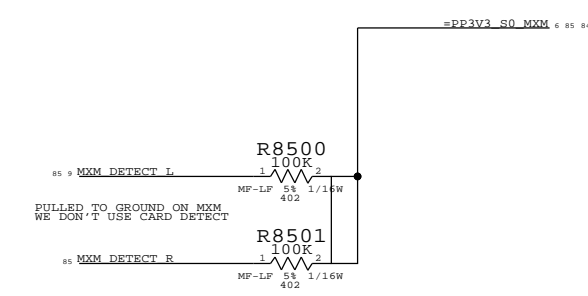 =PP3V3_S0_MXM 6 85 84
R8500
100K
85 9 MXM_DETECT_L 1 2
MF-LF 5% 1/16W
402
PULLED TO GROUND ON MXM
WE DON'T USE CARD DETECT
R8501
100K
85 MXM_DETECT_R 1 2
MF-LF 5% 1/16W
402